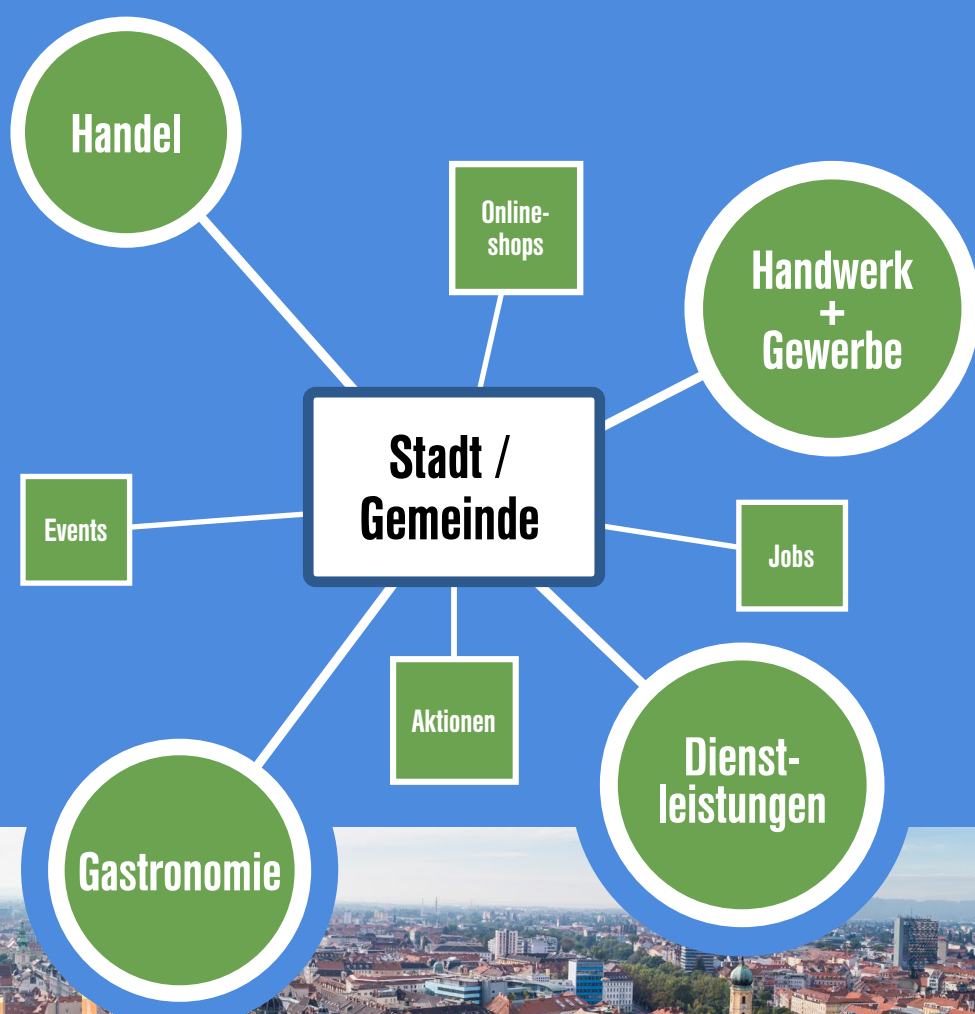 Handel
Online-
shops
Handwerk
+
Gewerbe
Stadt /
Gemeinde
Events
Jobs
Aktionen
Dienst-
leistungen
Gastronomie